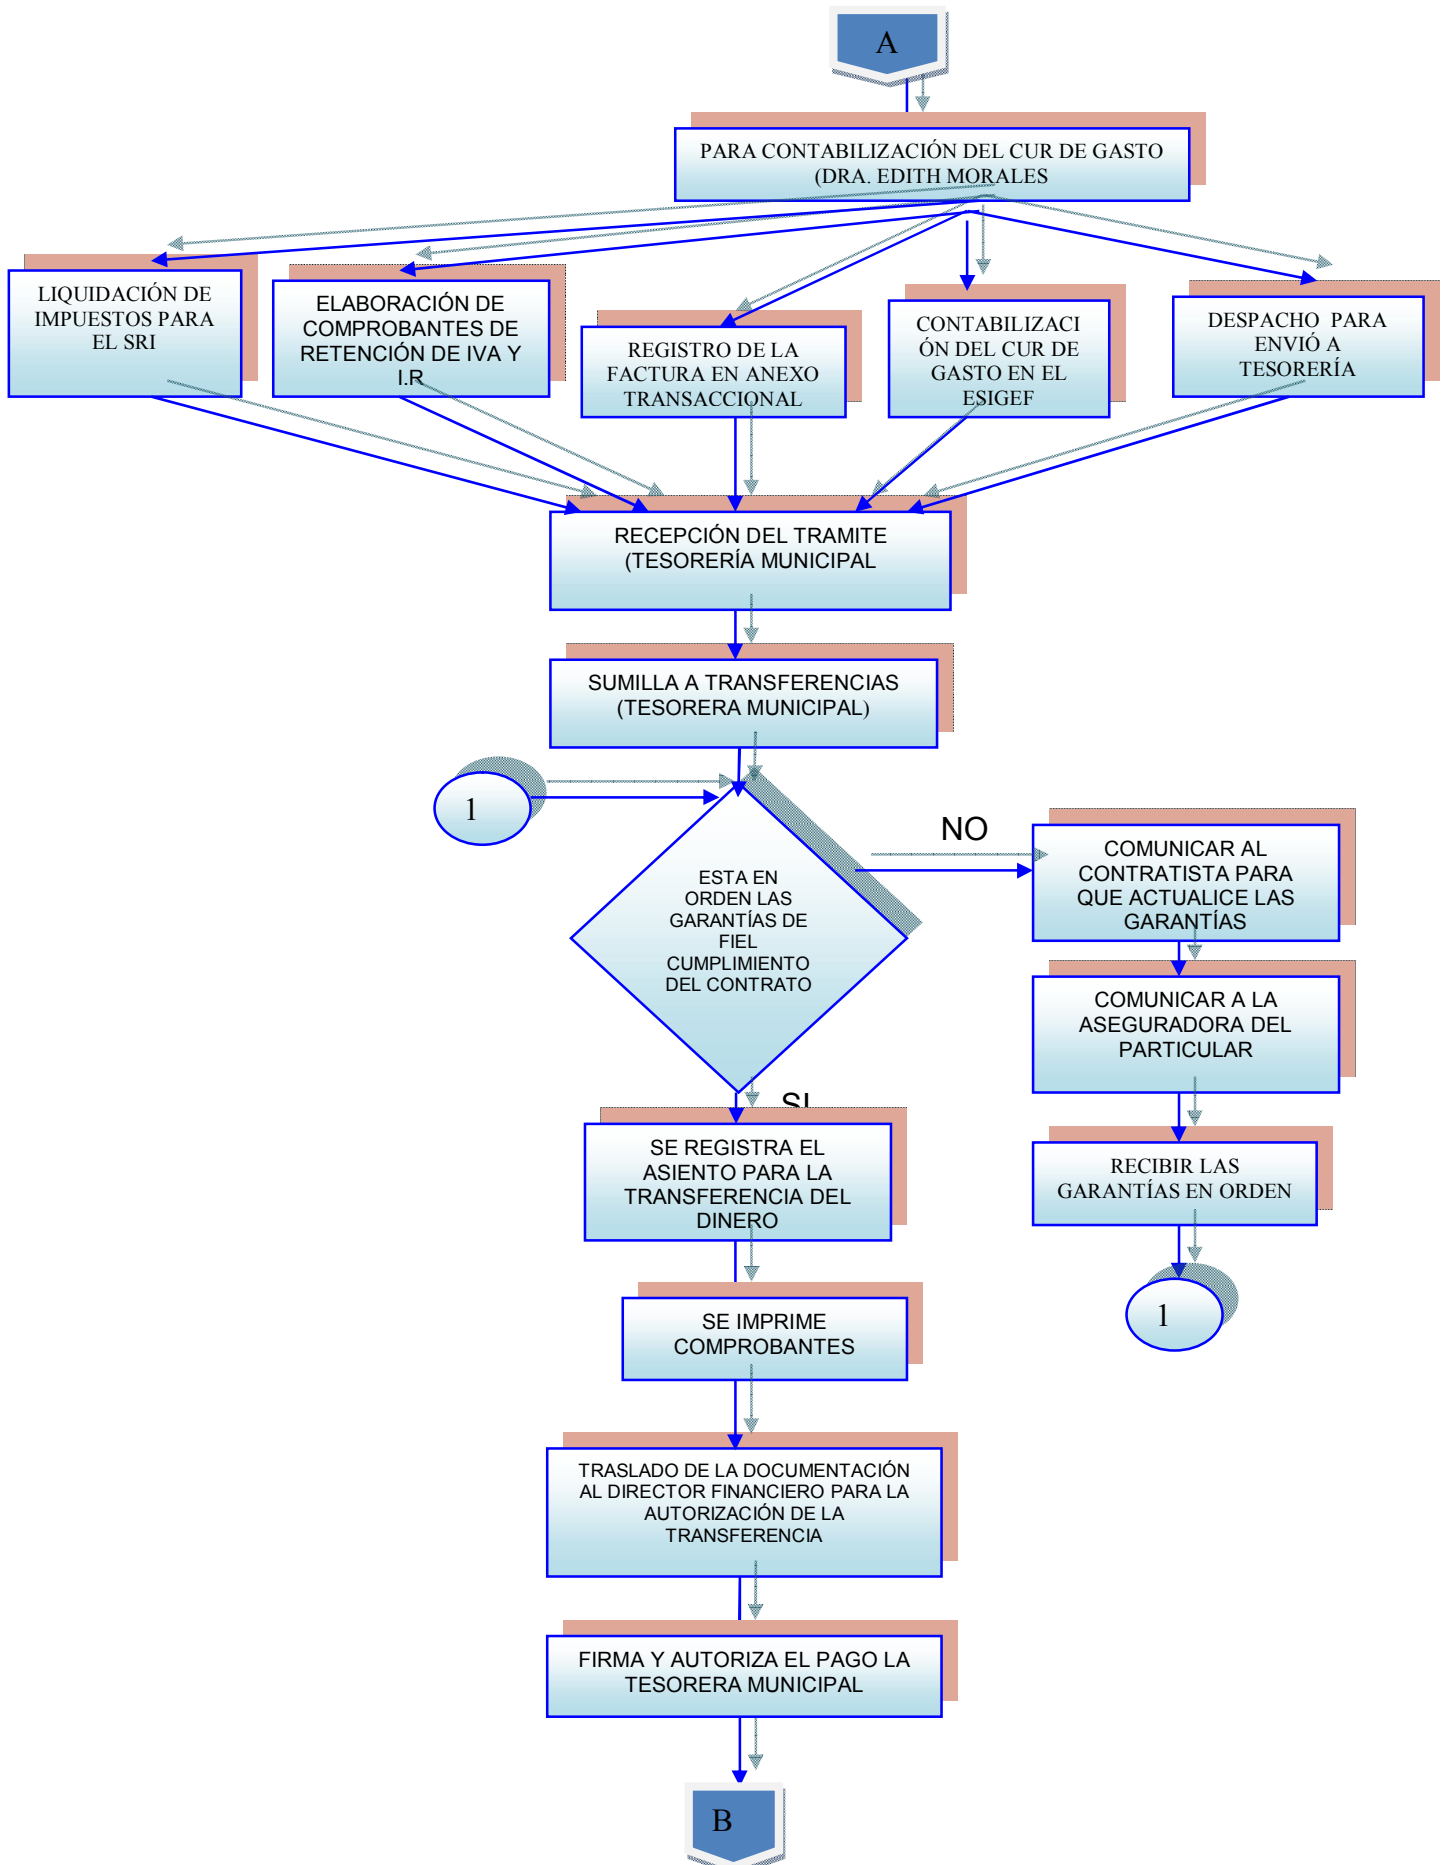 A
PARA CONTABILIZACIÓN DEL CUR DE GASTO
(DRA. EDITH MORALES
LIQUIDACIÓN DE
IMPUESTOS PARA
EL SRI
ELABORACIÓN DE
COMPROBANTES DE
RETENCIÓN DE IVA Y
I.R
REGISTRO DE LA
FACTURA EN ANEXO
TRANSACCIONAL
CONTABILIZACI
ÓN DEL CUR DE
GASTO EN EL
ESIGEF
DESPACHO PARA
ENVIÓ A
TESORERÍA
RECEPCIÓN DEL TRAMITE
(TESORERÍA MUNICIPAL
SUMILLA A TRANSFERENCIAS
(TESORERA MUNICIPAL)
1
NO
ESTA EN
ORDEN LAS
GARANTÍAS DE
FIEL
CUMPLIMIENTO
DEL CONTRATO
COMUNICAR AL
CONTRATISTA PARA
QUE ACTUALICE LAS
GARANTÍAS
COMUNICAR A LA
ASEGURADORA DEL
PARTICULAR
RECIBIR LAS
GARANTÍAS EN ORDEN
1
SI
SE REGISTRA EL
ASIENTO PARA LA
TRANSFERENCIA DEL
DINERO
SE IMPRIME
COMPROBANTES
TRASLADO DE LA DOCUMENTACIÓN
AL DIRECTOR FINANCIERO PARA LA
AUTORIZACIÓN DE LA
TRANSFERENCIA
FIRMA Y AUTORIZA EL PAGO LA
TESORERA MUNICIPAL
B